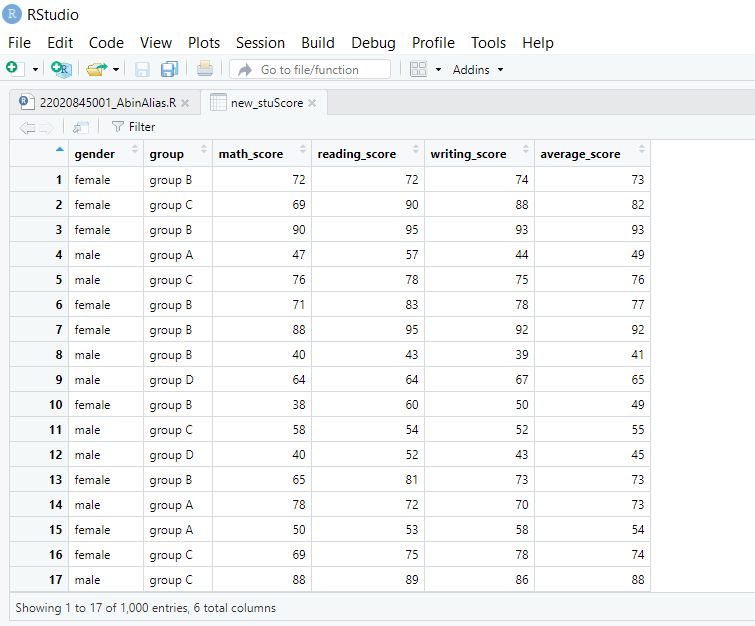 RStudio
File Edit Code View Plots Session Build Debug Profile Tools Help
Go to file/function Addins
22020845001_AbinAlias.R new_stuScore
Filter
gender group math_score reading_score writing_score average_score
1 female group B 72 72 74 73
2 female group C 69 90 88 82
3 female group B 90 95 93 93
4 male group A 47 57 44 49
5 male group C 76 78 75 76
6 female group B 71 83 78 77
7 female group B 88 95 92 92
8 male group B 40 43 39 41
9 male group D 64 64 67 65
10 female group B 38 60 50 49
11 male group C 58 54 52 55
12 male group D 40 52 43 45
13 female group B 65 81 73 73
14 male group A 78 72 70 73
15 female group A 50 53 58 54
16 female group C 69 75 78 74
17 male group C 88 89 86 88
Showing 1 to 17 of 1,000 entries, 6 total columns